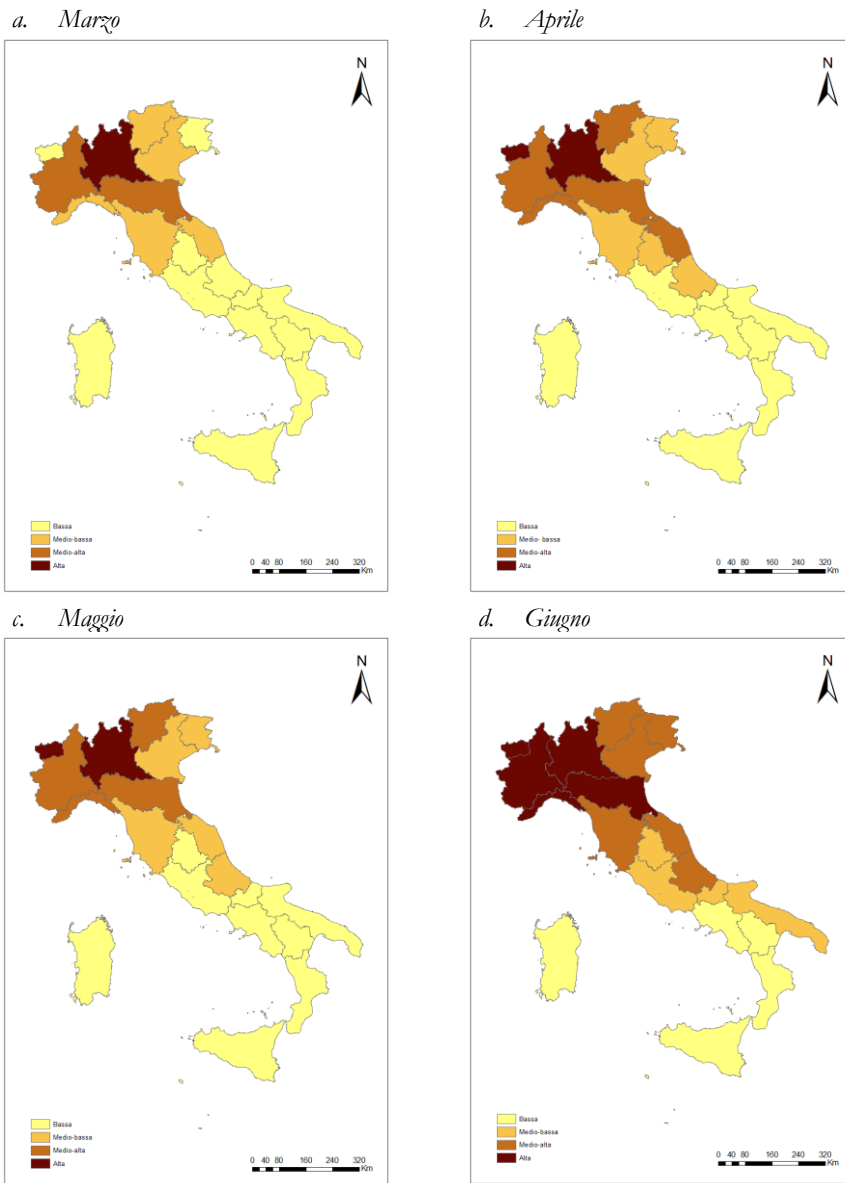 a. Marzo
b. Aprile
N
N
Bassa
Medio-bassa
Medio-alta
Alta
0 40 80 160 240 320
Km
Bassa
Medio- bassa
Medio-alta
Alta
0 40 80 160 240 320
Km
c. Maggio
d. Giugno
N
N
Bassa
Medio-bassa
Medio-alta
Alta
0 40 80 160 240 320
Km
Bassa
Medio-bassa
Medio-alta
Alta
0 40 80 160 240 320
Km